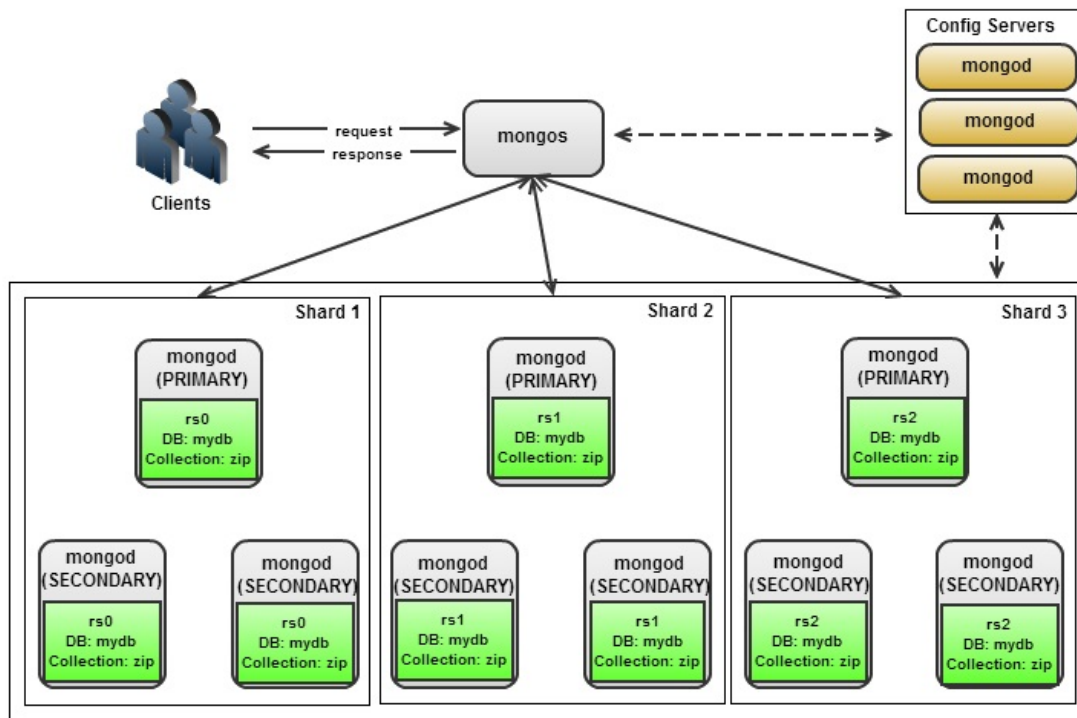 Config Servers
mongod
mongod
mongod
mongos
request
response
Clients
Shard 1
mongod
(PRIMARY)
rs0
DB: mydb
Collection: zip
mongod
(SECONDARY)
rs0
DB: mydb
Collection: zip
mongod
(SECONDARY)
rs0
DB: mydb
Collection: zip
Shard 2
mongod
(PRIMARY)
rs1
DB: mydb
Collection: zip
mongod
(SECONDARY)
rs1
DB: mydb
Collection: zip
mongod
(SECONDARY)
rs1
DB: mydb
Collection: zip
Shard 3
mongod
(PRIMARY)
rs2
DB: mydb
Collection: zip
mongod
(SECONDARY)
rs2
DB: mydb
Collection: zip
mongod
(SECONDARY)
rs2
DB: mydb
Collection: zip